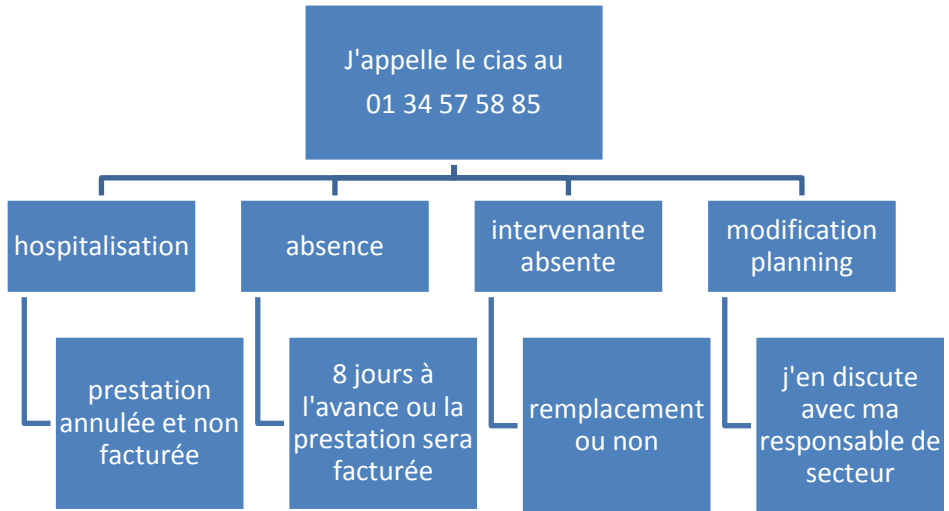 J'appelle le cias au
01 34 57 58 85
hospitalisation
absence
intervenante
absente
modification
planning
prestation
annulée et non
facturée
8 jours à
l'avance ou la
prestation sera
facturée
remplacement
ou non
j'en discute
avec ma
responsable de
secteur